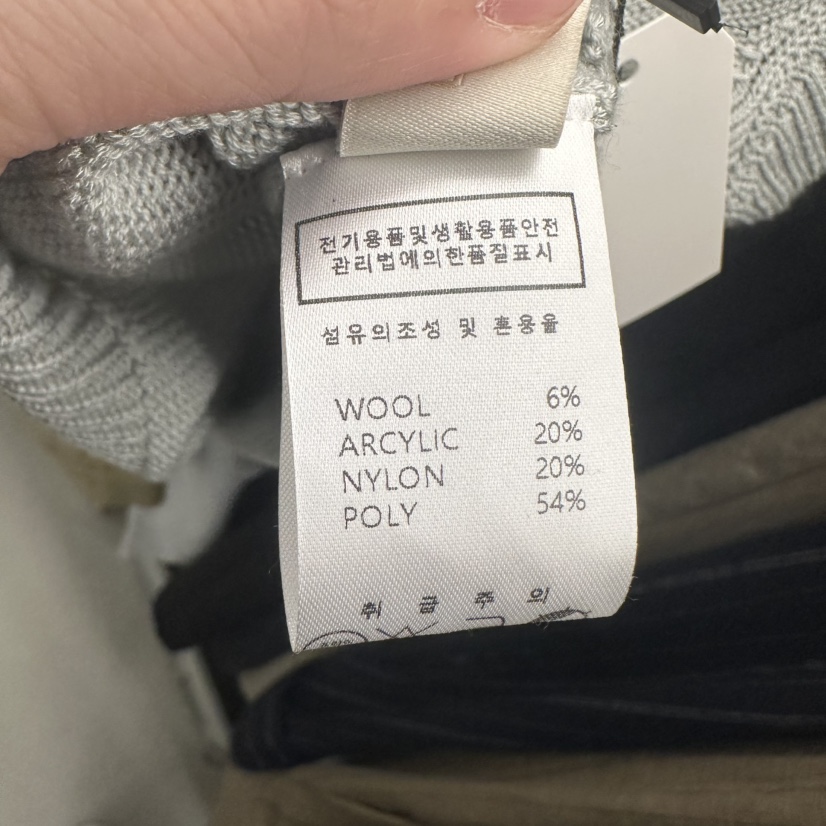 전기용품및생활용품안전
관리법에의한품질표시
섬유의조성 및 혼용율
WOOL 6%
ARCYLiC 20%
NYLON 20%
POLY 54%
취 급 주 의